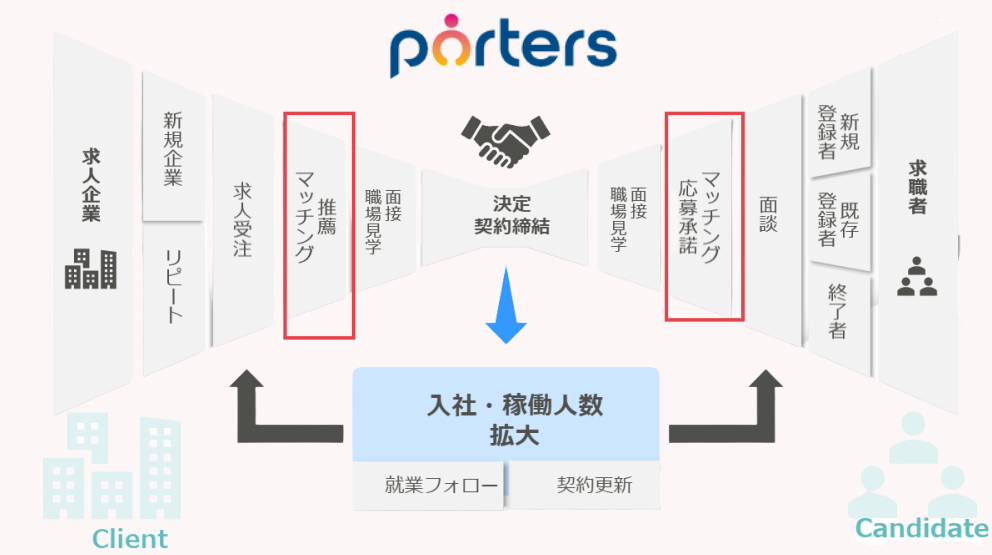 porters
求人企業
新規企業
リピート
求人受注
推薦
マッチング
面接
職場見学
決定
契約締結
面接
職場見学
マッチング
応募承諾
面談
新規
登録者
既存
登録者
終了者
求職者
入社・稼働人数
拡大
就業フォロー
契約更新
Client
Candidate